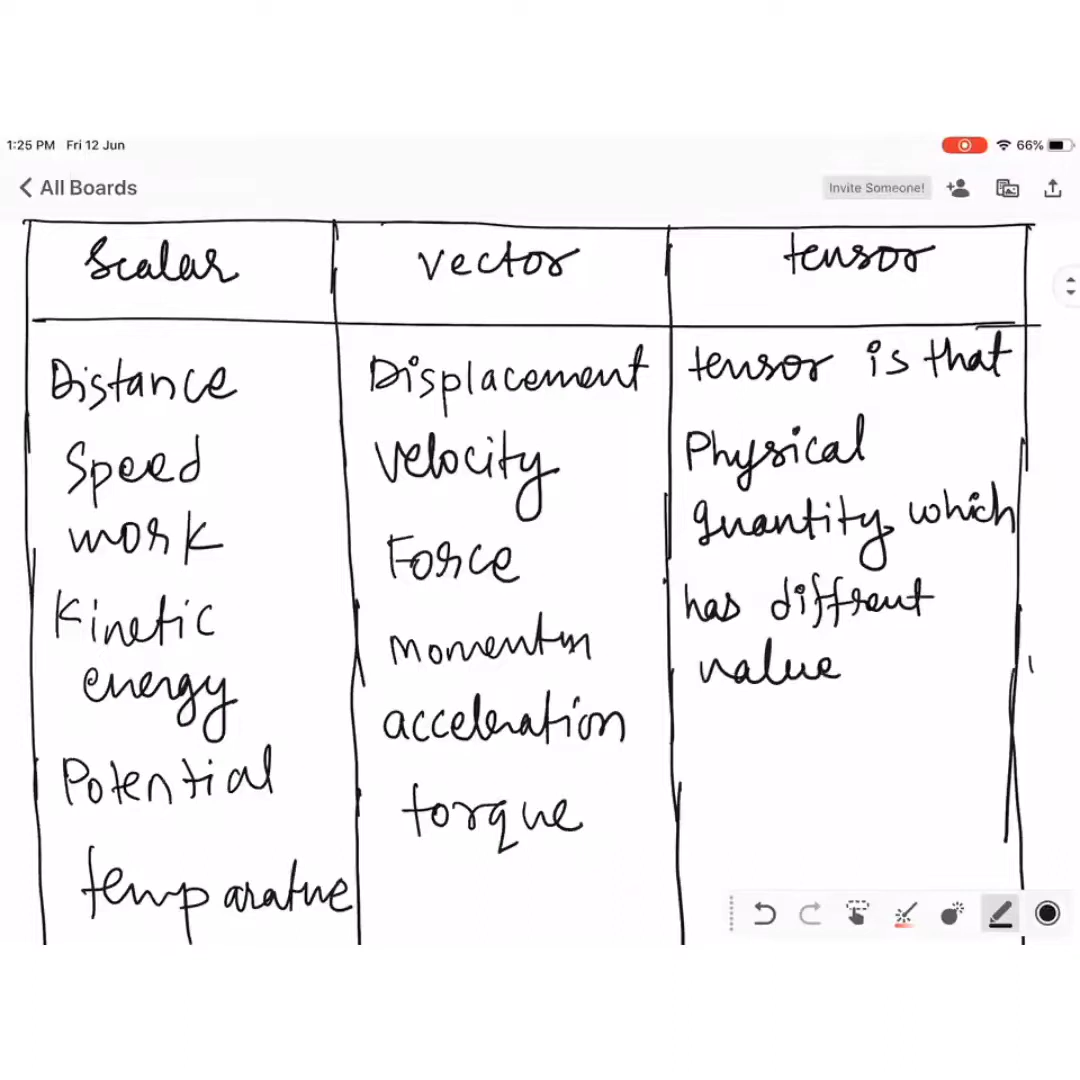 1:25 PM Fri 12 Jun
66%
All Boards
Invite Someone!
Scalar
vector
tensor
Distance
Speed
work
Kinetic
energy
Potential
temparatue
Displacement
velocity
Force
momentum
acceleration
torque
tensor is that
Physical
quantity which
has diffrent
value